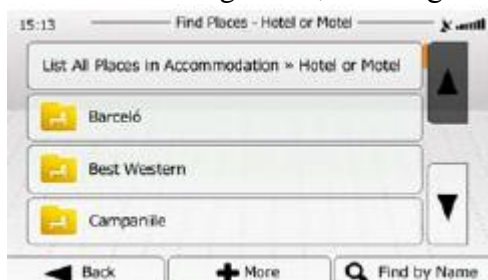 15:13 Find Places - Hotel or Motel
List All Places in Accommodation » Hotel or Motel
Barceló
Best Western
Campanile
Back More Find by Name